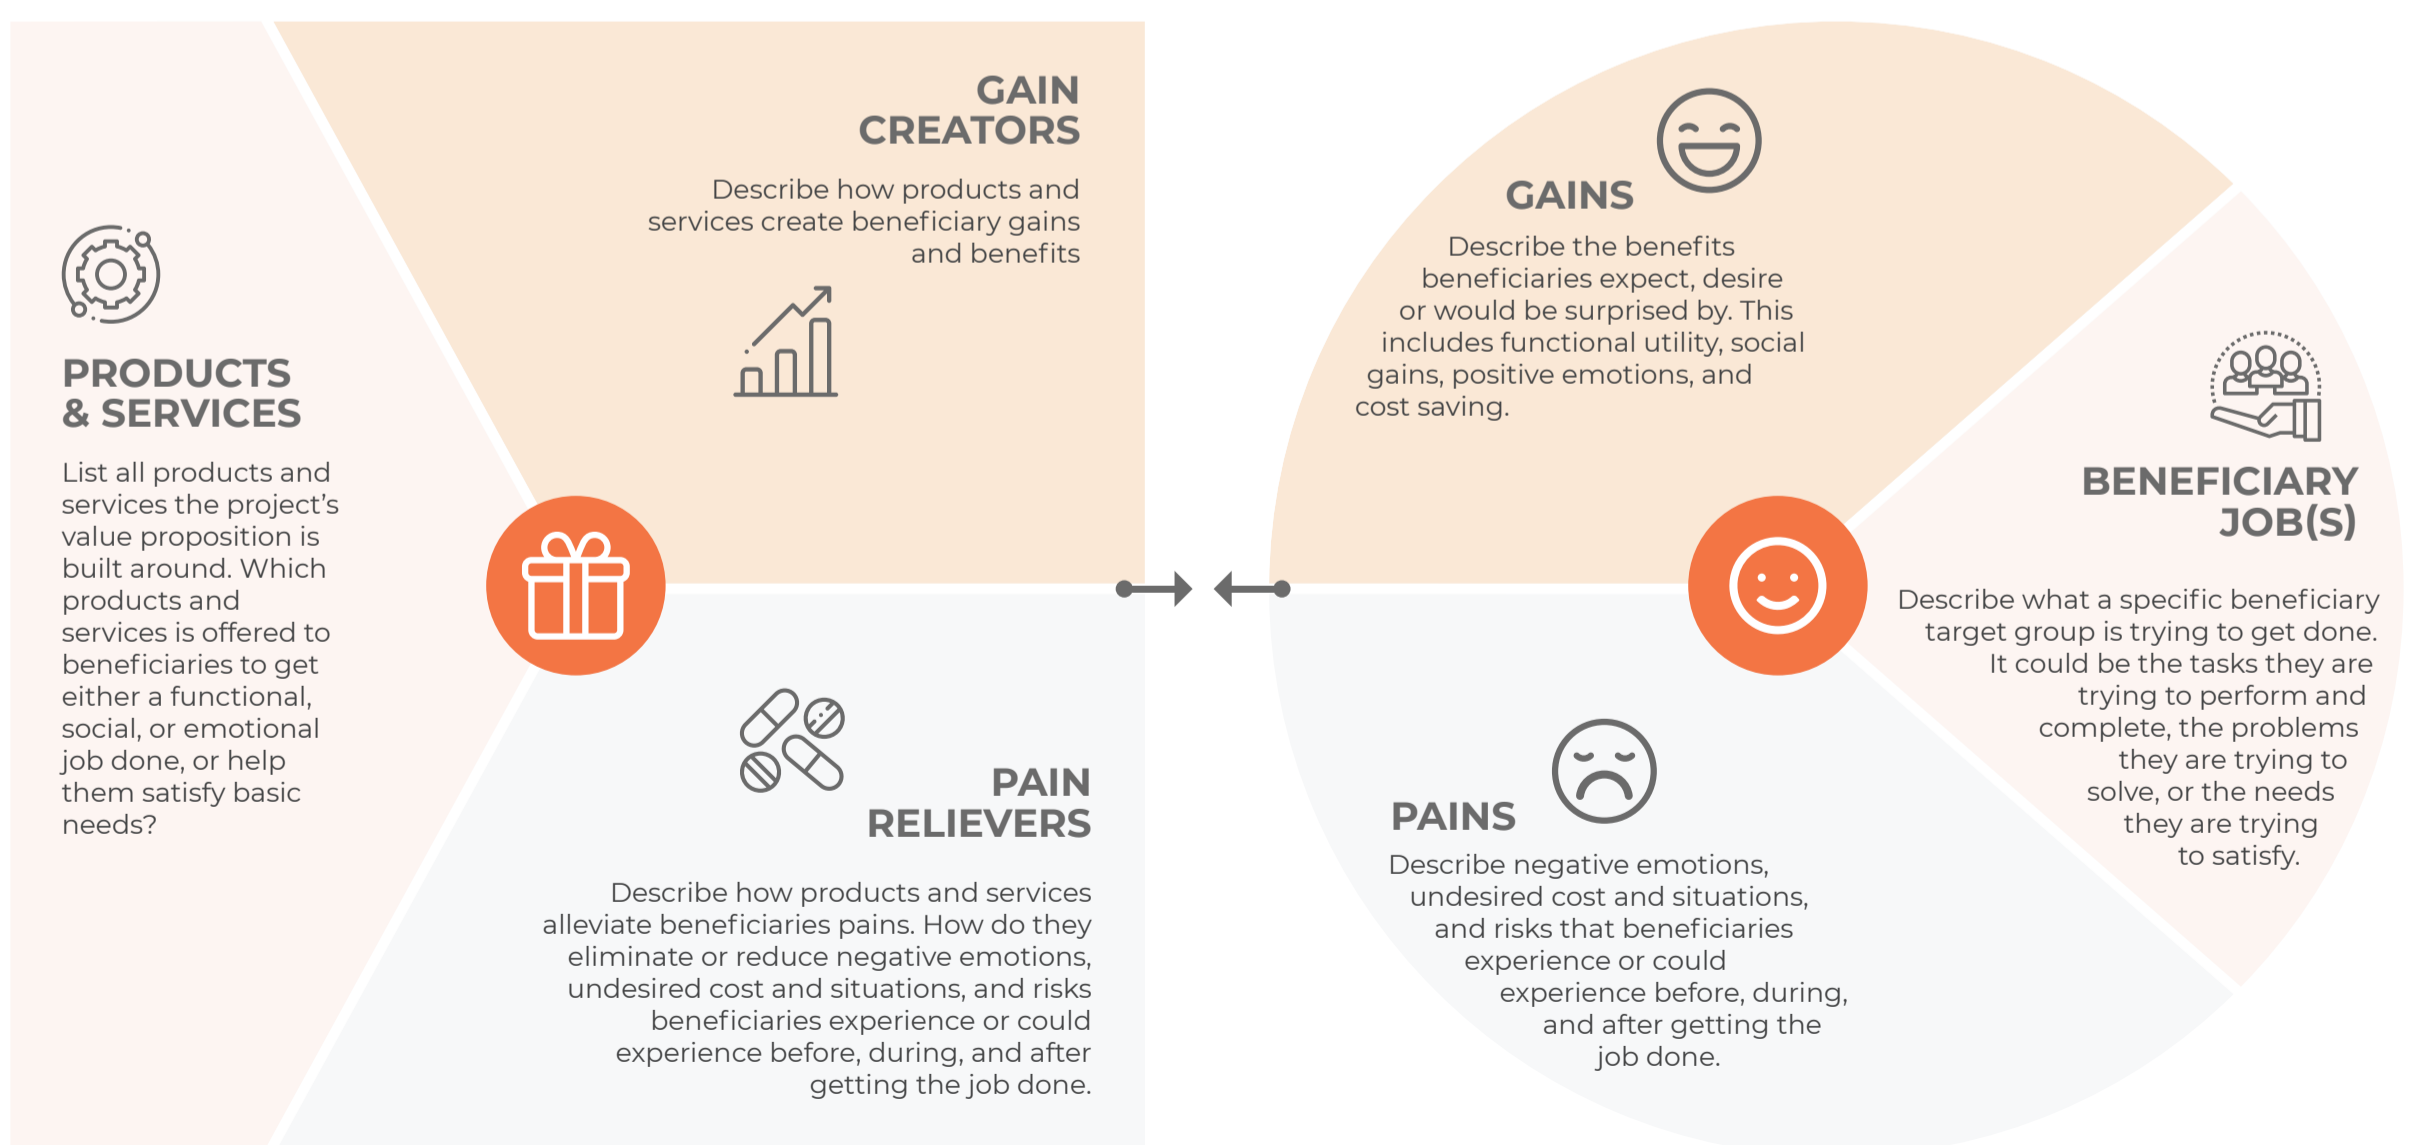 PRODUCTS
& SERVICES
List all products and
services the project’s
value proposition is
built around. Which
products and
services is offered to
beneficiaries to get
either a functional,
social, or emotional
job done, or help
them satisfy basic
needs?
GAIN
CREATORS
Describe how products and
services create beneficiary gains
and benefits
PAIN
RELIEVERS
Describe how products and services
alleviate beneficiaries pains. How do they
eliminate or reduce negative emotions,
undesired cost and situations, and risks
beneficiaries experience or could
experience before, during, and after
getting the job done.
GAINS
Describe the benefits
beneficiaries expect, desire
or would be surprised by. This
includes functional utility, social
gains, positive emotions, and
cost saving.
PAINS
Describe negative emotions,
undesired cost and situations,
and risks that beneficiaries
experience or could
experience before, during,
and after getting the
job done.
BENEFICIARY
JOB(S)
Describe what a specific beneficiary
target group is trying to get done.
It could be the tasks they are
trying to perform and
complete, the problems
they are trying to
solve, or the needs
they are trying
to satisfy.